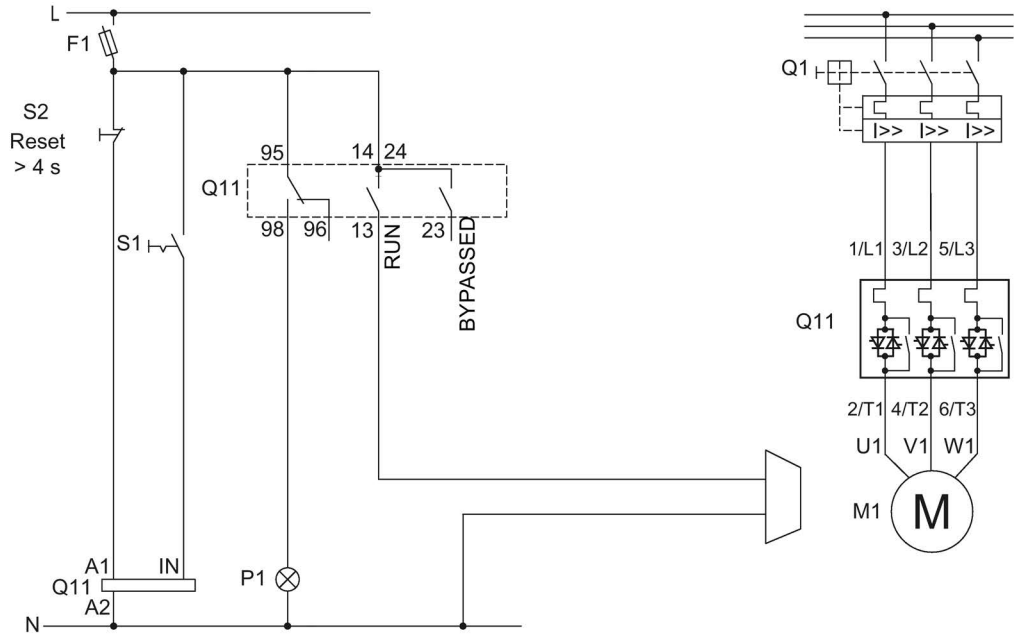 L
F1
S2
Reset
> 4 s
S1
95
14
24
Q11
98
96
13
RUN
23
BYPASSED
A1
IN
Q11
A2
P1
N
Q1
I>>
I>>
I>>
1/L1
3/L2
5/L3
Q11
2/T1
4/T2
6/T3
U1
V1
W1
M1
M